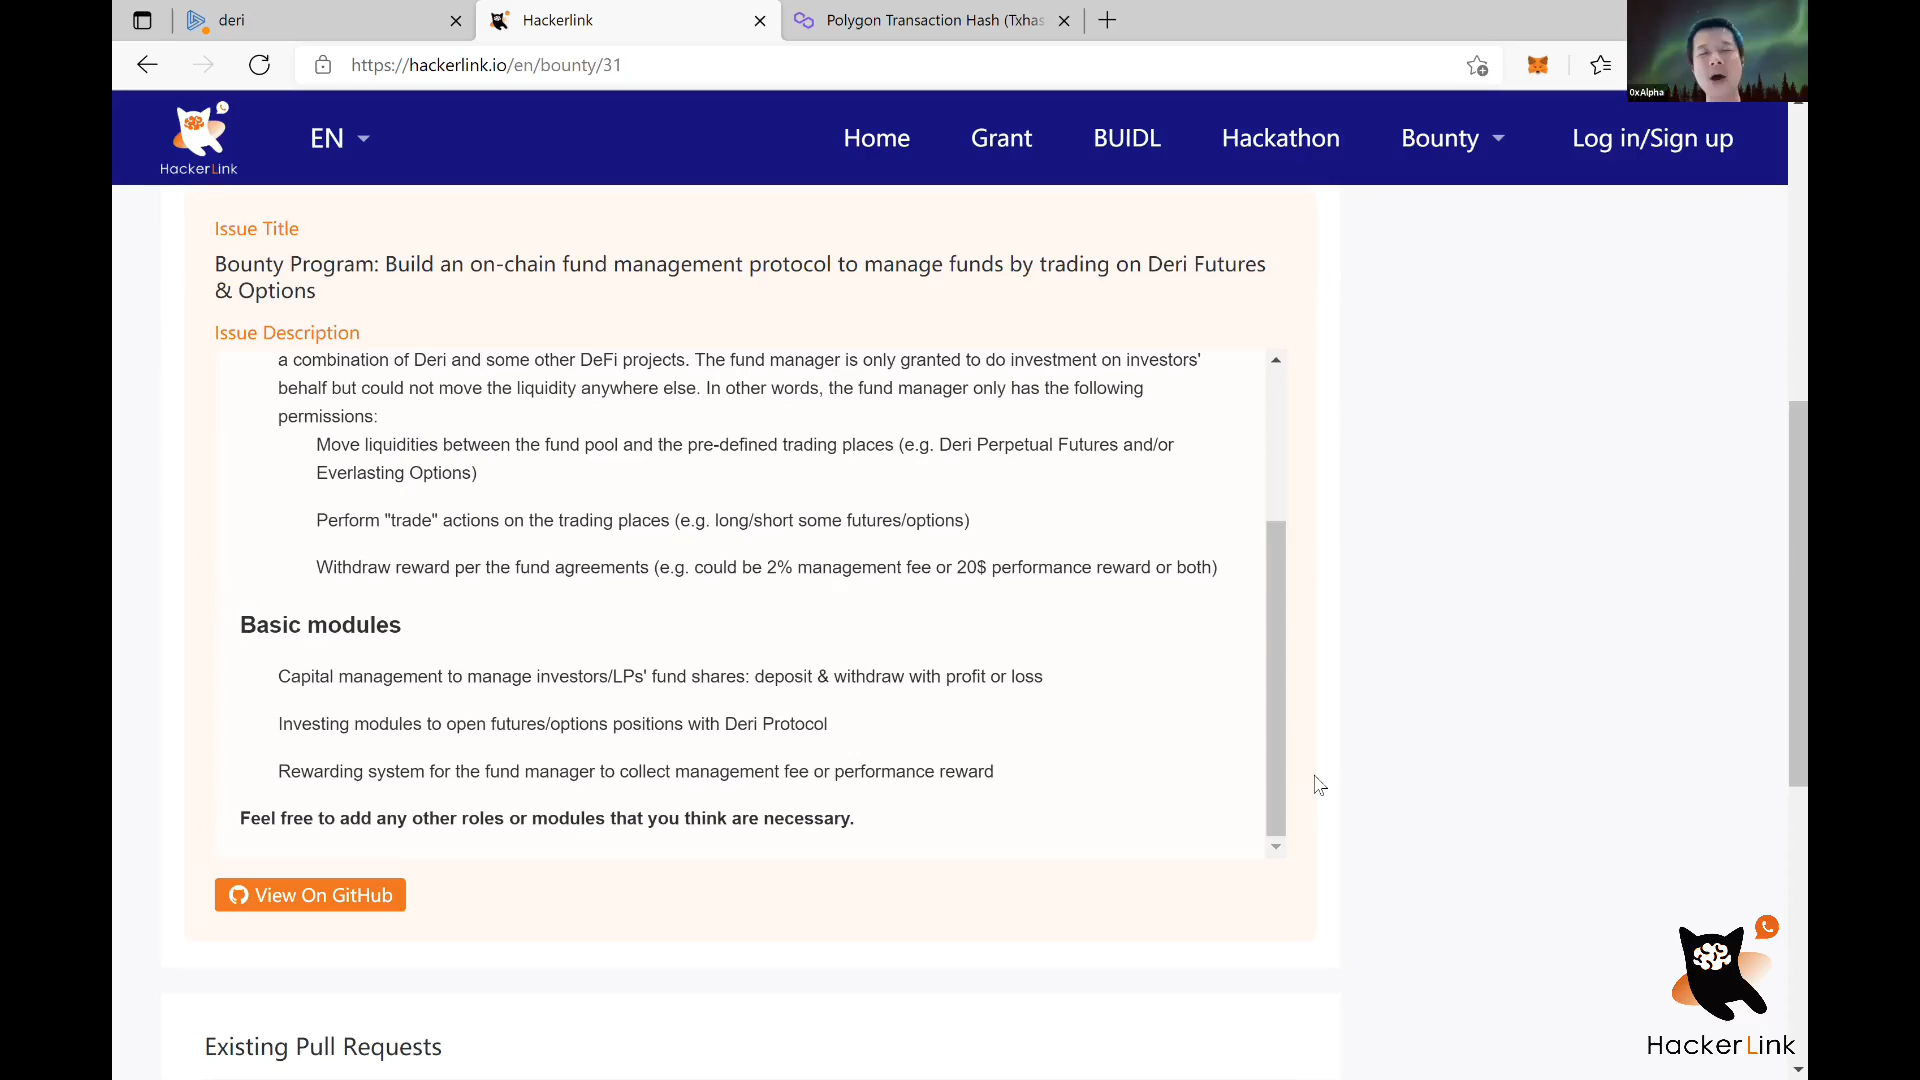 deri
Hackerlink
Polygon Transaction Hash (Txhas
https://hackerlink.io/en/bounty/31
0xAlpha
HackerLink
EN
Home
Grant
BUIDL
Hackathon
Bounty
Log in/Sign up
Issue Title
Bounty Program: Build an on-chain fund management protocol to manage funds by trading on Deri Futures
& Options
Issue Description
a combination of Deri and some other DeFi projects. The fund manager is only granted to do investment on investors'
behalf but could not move the liquidity anywhere else. In other words, the fund manager only has the following
permissions:
Move liquidities between the fund pool and the pre-defined trading places (e.g. Deri Perpetual Futures and/or
Everlasting Options)
Perform "trade" actions on the trading places (e.g. long/short some futures/options)
Withdraw reward per the fund agreements (e.g. could be 2% management fee or 20$ performance reward or both)
Basic modules
Capital management to manage investors/LPs' fund shares: deposit & withdraw with profit or loss
Investing modules to open futures/options positions with Deri Protocol
Rewarding system for the fund manager to collect management fee or performance reward
Feel free to add any other roles or modules that you think are necessary.
View On GitHub
Existing Pull Requests
HackerLink